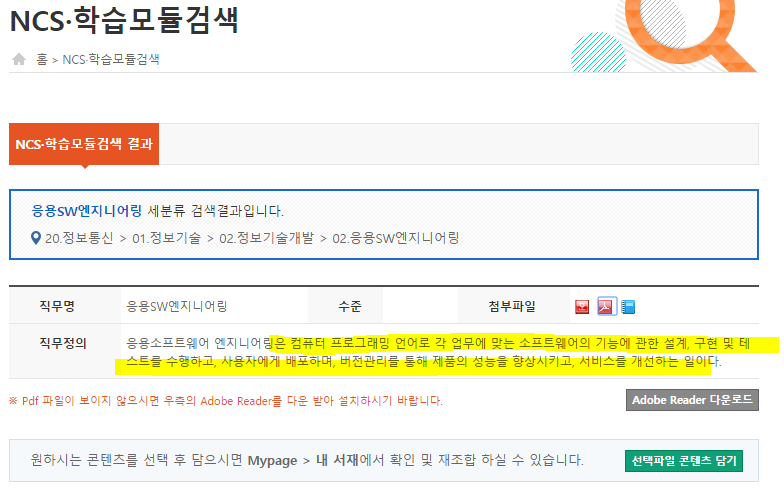 NCS·학습모듈검색
홈 > NCS·학습모듈검색
NCS·학습모듈검색 결과
응용SW엔지니어링 세분류 검색결과입니다.
20.정보통신 > 01.정보기술 > 02.정보기술개발 > 02.응용SW엔지니어링
직무명 응용SW엔지니어링 수준 첨부파일
직무정의 응용소프트웨어 엔지니어링은 컴퓨터 프로그래밍 언어로 각 업무에 맞는 소프트웨어의 기능에 관한 설계, 구현 및 테
스트를 수행하고, 사용자에게 배포하며, 버전관리를 통해 제품의 성능을 향상시키고, 서비스를 개선하는 일이다.
※ Pdf 파일이 보이지 않으시면 우측의 Adobe Reader를 다운 받아 설치하시기 바랍니다. Adobe Reader 다운로드
원하시는 콘텐츠를 선택 후 담으시면 Mypage > 내 서재에서 확인 및 재조합 하실 수 있습니다. 선택파일 콘텐츠 담기